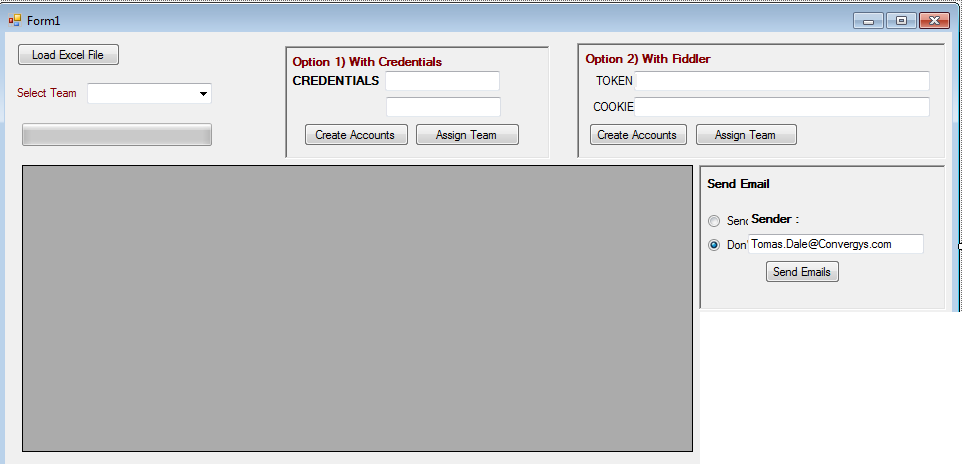 Form1
Load Excel File
Select Team
Option 1) With Credentials
CREDENTIALS
Create Accounts
Assign Team
Option 2) With Fiddler
TOKEN
COOKIE
Create Accounts
Assign Team
Send Email
Send
Sender :
Don'
Tomas.Dale@Convergys.com
Send Emails